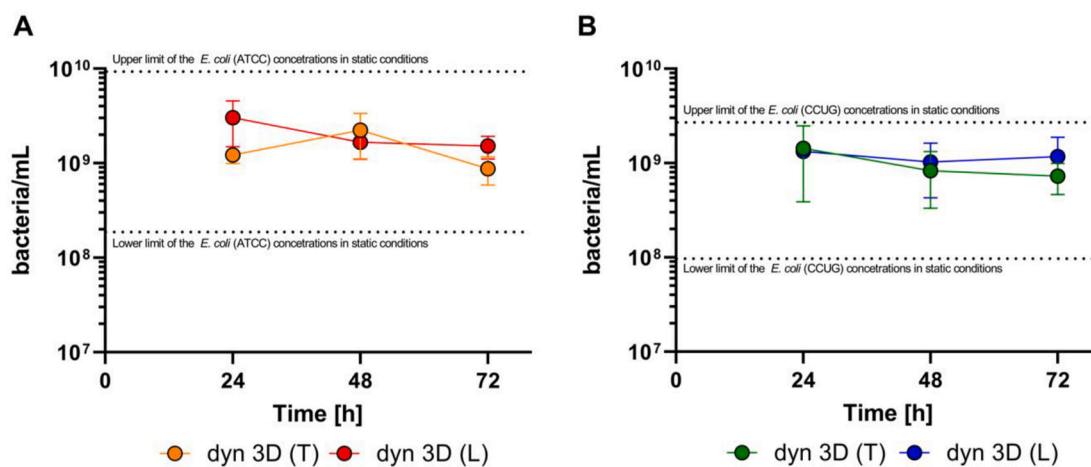 A
Upper limit of the E. coli (ATCC) concetrations in static conditions
10^10
10^9
10^8
10^7
bacteria/mL
Lower limit of the E. coli (ATCC) concetrations in static conditions
0 24 48 72
Time [h]
dyn 3D (T) dyn 3D (L)
B
10^10
Upper limit of the E. coli (CCUG) concetrations in static conditions
10^9
10^8
10^7
bacteria/mL
Lower limit of the E. coli (CCUG) concetrations in static conditions
0 24 48 72
Time [h]
dyn 3D (T) dyn 3D (L)